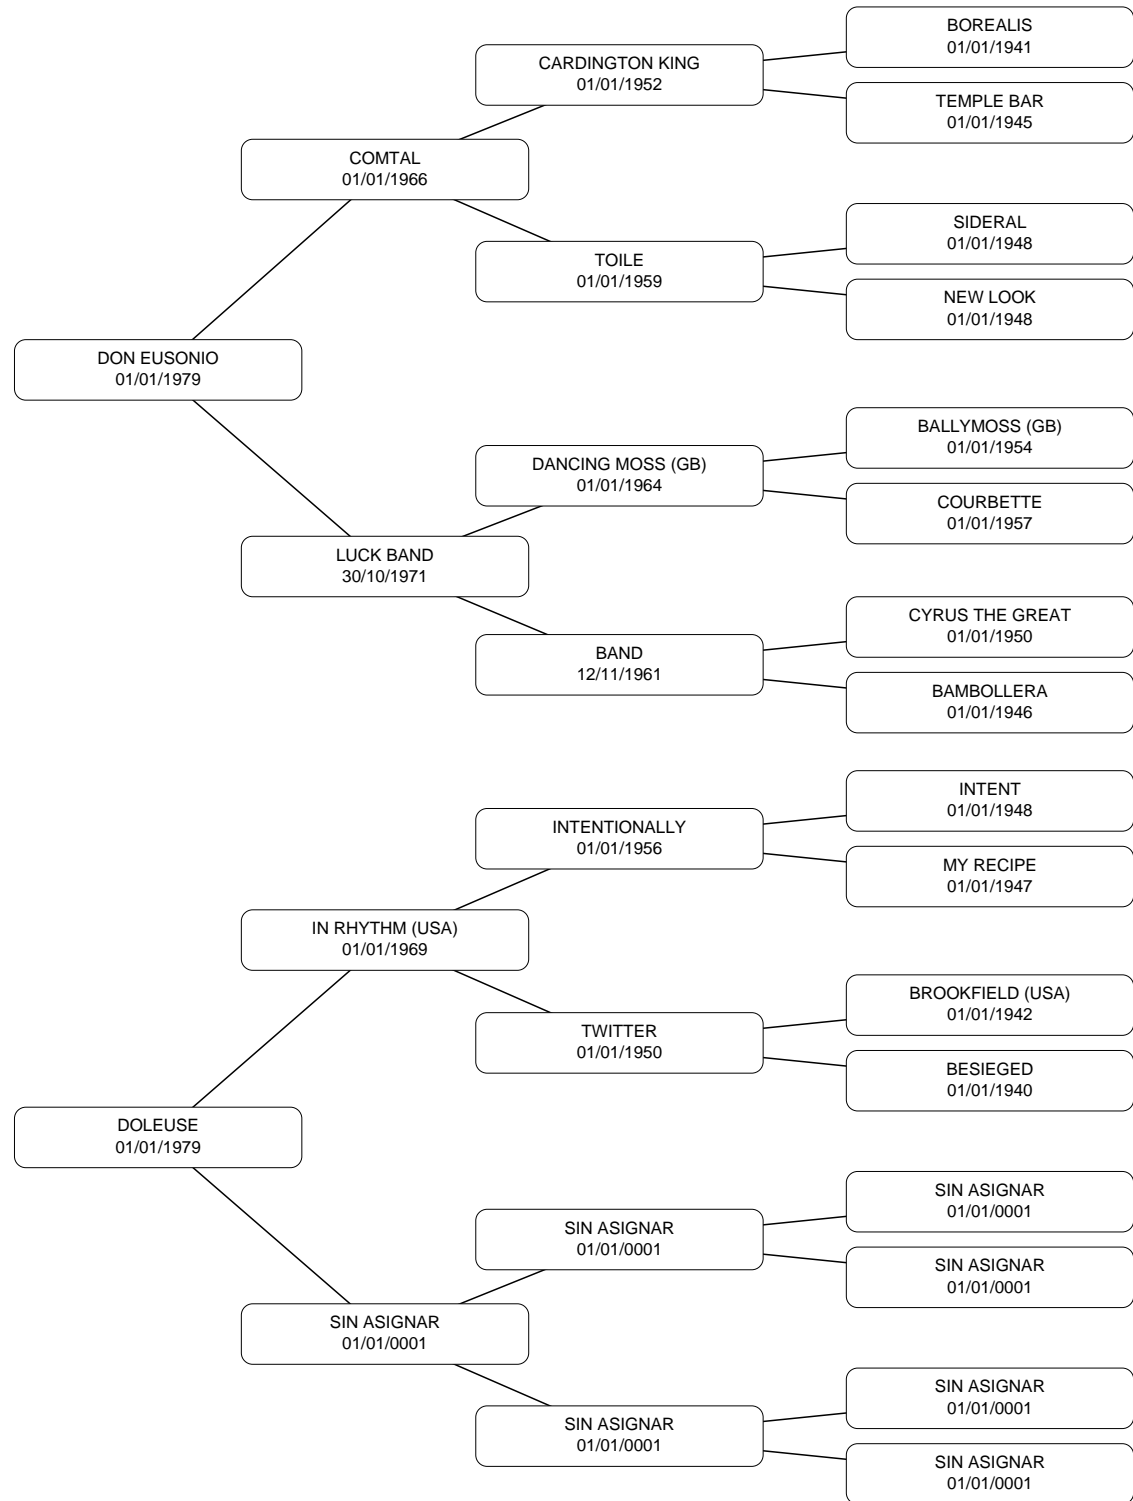 BOREALIS
01/01/1941
CARDINGTON KING
01/01/1952
TEMPLE BAR
01/01/1945
COMTAL
01/01/1966
SIDERAL
01/01/1948
TOILE
01/01/1959
NEW LOOK
01/01/1948
DON EUSONIO
01/01/1979
BALLYMOSS (GB)
01/01/1954
DANCING MOSS (GB)
01/01/1964
COURBETTE
01/01/1957
LUCK BAND
30/10/1971
CYRUS THE GREAT
01/01/1950
BAND
12/11/1961
BAMBOLLERA
01/01/1946
INTENT
01/01/1948
INTENTIONALLY
01/01/1956
MY RECIPE
01/01/1947
IN RHYTHM (USA)
01/01/1969
BROOKFIELD (USA)
01/01/1942
TWITTER
01/01/1950
BESIEGED
01/01/1940
DOLEUSE
01/01/1979
SIN ASIGNAR
01/01/0001
SIN ASIGNAR
01/01/0001
SIN ASIGNAR
01/01/0001
SIN ASIGNAR
01/01/0001
SIN ASIGNAR
01/01/0001
SIN ASIGNAR
01/01/0001
SIN ASIGNAR
01/01/0001